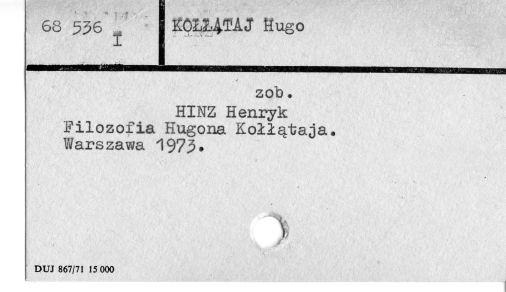 68 536
I
KOŁŁĄTAJ Hugo
zob.
HINZ Henryk
Filozofia Hugona Kołłątaja.
Warszawa 1973.
DUJ 867/71 15 000